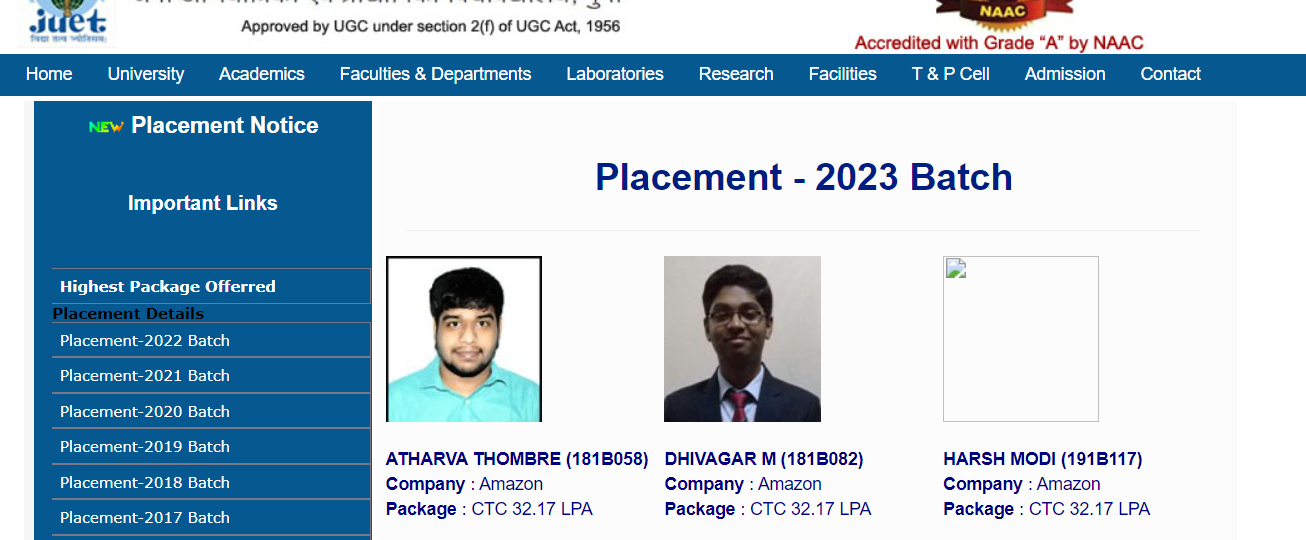 juet
विद्या तत्व ज्योतिसमः
Approved by UGC under section 2(f) of UGC Act, 1956
NAAC
Accredited with Grade “A” by NAAC
Home University Academics Faculties & Departments Laboratories Research Facilities T & P Cell Admission Contact
NEW Placement Notice
Important Links
Highest Package Offerred
Placement Details
Placement-2022 Batch
Placement-2021 Batch
Placement-2020 Batch
Placement-2019 Batch
Placement-2018 Batch
Placement-2017 Batch
Placement - 2023 Batch
ATHARVA THOMBRE (181B058)
Company : Amazon
Package : CTC 32.17 LPA
DHIVAGAR M (181B082)
Company : Amazon
Package : CTC 32.17 LPA
HARSH MODI (191B117)
Company : Amazon
Package : CTC 32.17 LPA